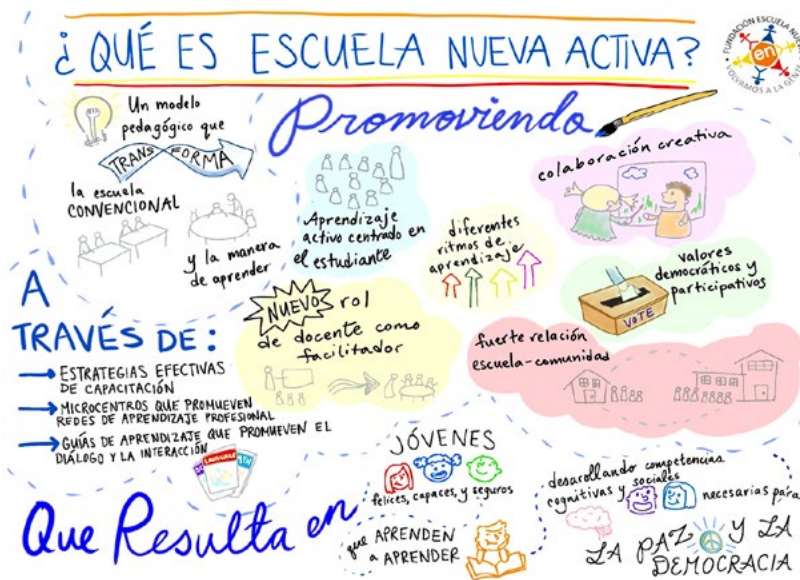 ¿QUÉ ES ESCUELA NUEVA ACTIVA?
FUNDACIÓN ESCUELA
en
VOLVAMOS A LA GENTE
Un modelo
pedagógico que
TRANSFORMA
la escuela
CONVENCIONAL
y la manera
de aprender
Promoviendo
Aprendizaje
activo centrado en
el estudiante
diferentes
ritmos de
aprendizaje
colaboración creativa
valores
democráticos y
participativos
VOTE
NUEVO rol
de docente como
facilitador
fuerte relación
escuela-comunidad
A
TRAVÉS DE:
ESTRATEGIAS EFECTIVAS
DE CAPACITACIÓN
MICROCENTROS QUE PROMUEVEN
REDES DE APRENDIZAJE PROFESIONAL
GUÍAS DE APRENDIZAJE QUE PROMUEVEN EL
DIÁLOGO Y LA INTERACCIÓN
LANGUAGE
MATH
Que Resulta en
JÓVENES
felices, capaces, y seguros
que APRENDEN
a APRENDER
desarrollando competencias
cognitivas y sociales
necesarias para
LA PAZ Y LA
DEMOCRACIA